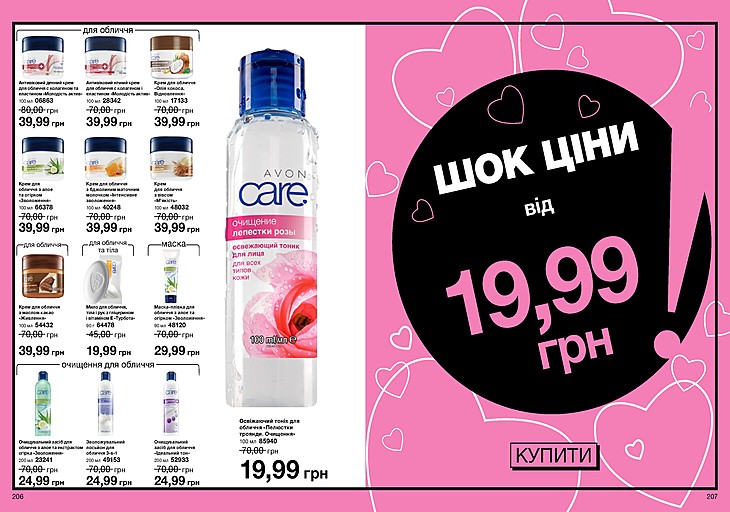 для обличчя
Антивіковий денний крем
для обличчя с колагеном та
еластином «Молодість актив»
100 мл 06863
80,00 грн
39,99 грн
Антивіковий нічний крем
для обличчя с колагеном і
еластином «Молодість актив»
100 мл 28342
70,00 грн
39,99 грн
Крем для обличчя
«Олія кокоса.
Відновлення»
100 мл 17133
70,00 грн
39,99 грн
Крем для
обличчя з алое
та огірком
«Зволоження»
100 мл 66378
70,00 грн
39,99 грн
Крем для обличчя
з бджолиним маточним
молочком «Інтенсивне
зволоження»
100 мл 40248
70,00 грн
39,99 грн
Крем
для обличчя
з вівсом
«М'якість»
100 мл 48032
70,00 грн
39,99 грн
для обличчя
Крем для обличчя
з маслом какао
«Живлення»
100 мл 54432
70,00 грн
39,99 грн
для обличчя
та тіла
Мило для обличчя,
тіла і рук з гліцерином
і вітаміном Е «Турбота»
90 г 64478
45,00 грн
19,99 грн
маска
Маска-плівка для
обличчя з алое та
огірком «Зволоження»
90 мл 48120
70,00 грн
29,99 грн
очищення для обличчя
Очищувальний засіб для
обличчя з алое та екстрактом
огірка «Зволоження»
200 мл 23241
70,00 грн
24,99 грн
Зволожувальний
лосьйон для
обличчя 3-в-1
200 мл 49153
70,00 грн
24,99 грн
Очищувальний
засіб для обличчя
«Ідеальний тон»
200 мл 52933
70,00 грн
24,99 грн
AVON
care
очищение
лепестки розы
освежающий тоник
для лица
для всех
типов
кожи
100 ml/мл e
Освіжаючий тонік для
обличчя «Пелюстки
троянди. Очищення»
100 мл 85940
70,00 грн
19,99 грн
ШОК ЦІНИ
від
19,99
грн
!
КУПИТИ
206
207